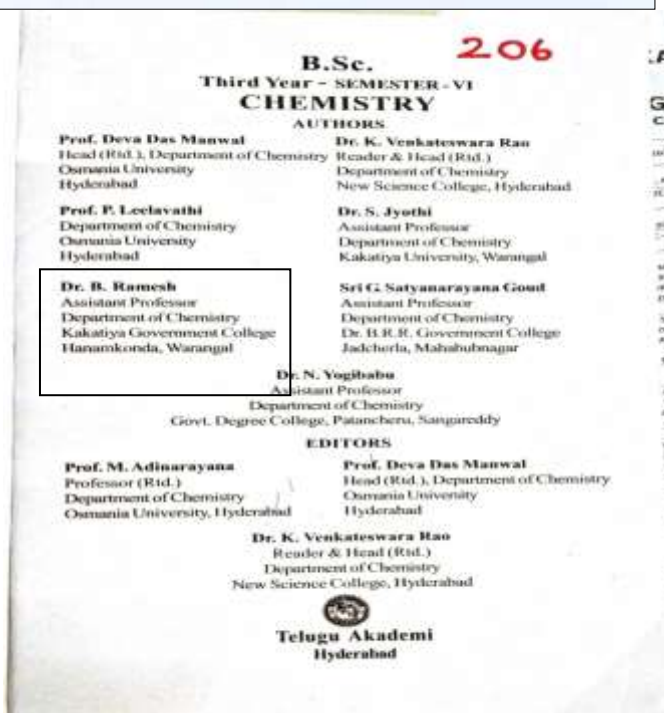 206
B.Sc.
Third Year - SEMESTER-VI
CHEMISTRY
AUTHORS
Prof. Deva Das Manwal
Head (Rtd.), Department of Chemistry
Osmania University
Hyderabad
Dr. K. Venkateswara Rao
Reader & Head (Rtd.)
Department of Chemistry
New Science College, Hyderabad
Prof. P. Leelavathi
Department of Chemistry
Osmania University
Hyderabad
Dr. S. Jyothi
Assistant Professor
Department of Chemistry
Kakatiya University, Warangal
Dr. B. Ramesh
Assistant Professor
Department of Chemistry
Kakatiya Government College
Hanamkonda, Warangal
Sri G. Satyanarayana Goud
Assistant Professor
Department of Chemistry
Dr. B.R.R. Government College
Jadcherla, Mahabubnagar
Dr. N. Yogibabu
Assistant Professor
Department of Chemistry
Govt. Degree College, Patancheru, Sangareddy
EDITORS
Prof. M. Adinarayana
Professor (Rtd.)
Department of Chemistry
Osmania University, Hyderabad
Prof. Deva Das Manwal
Head (Rtd.), Department of Chemistry
Osmania University
Hyderabad
Dr. K. Venkateswara Rao
Reader & Head (Rtd.)
Department of Chemistry
New Science College, Hyderabad
Telugu Akademi
Hyderabad